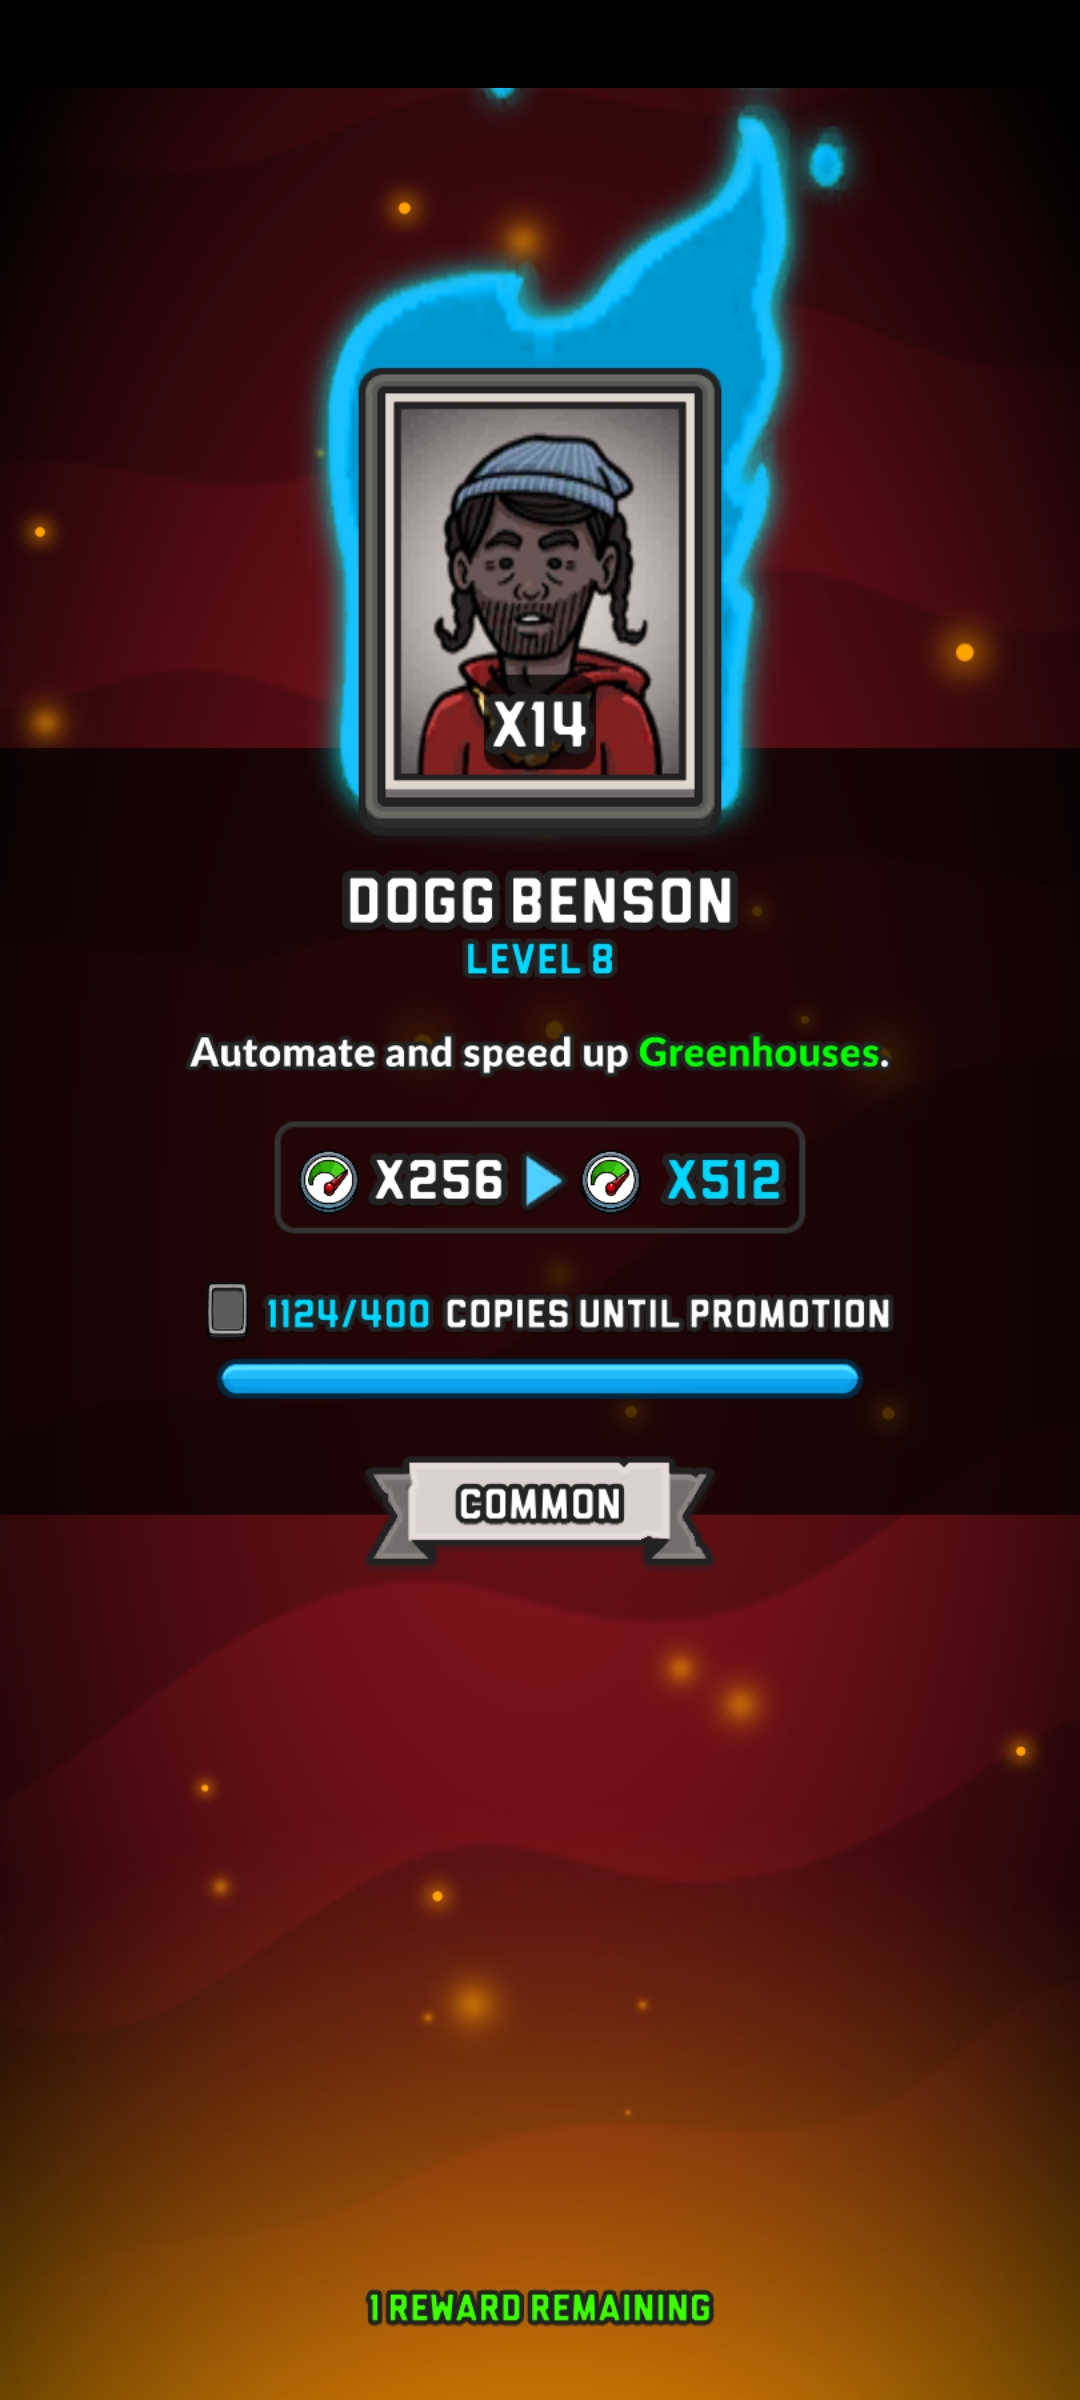 X14
DOGG BENSON
LEVEL 8
Automate and speed up Greenhouses.
X256 X512
1124/400 COPIES UNTIL PROMOTION
COMMON
1 REWARD REMAINING